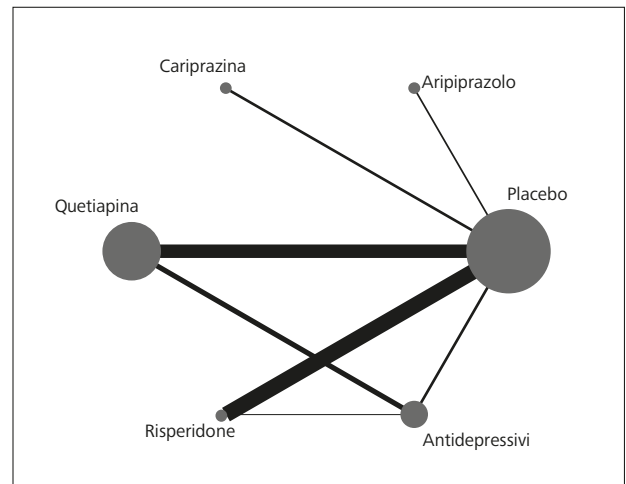 Cariprazina
Aripiprazolo
Quetiapina
Placebo
Risperidone
Antidepressivi